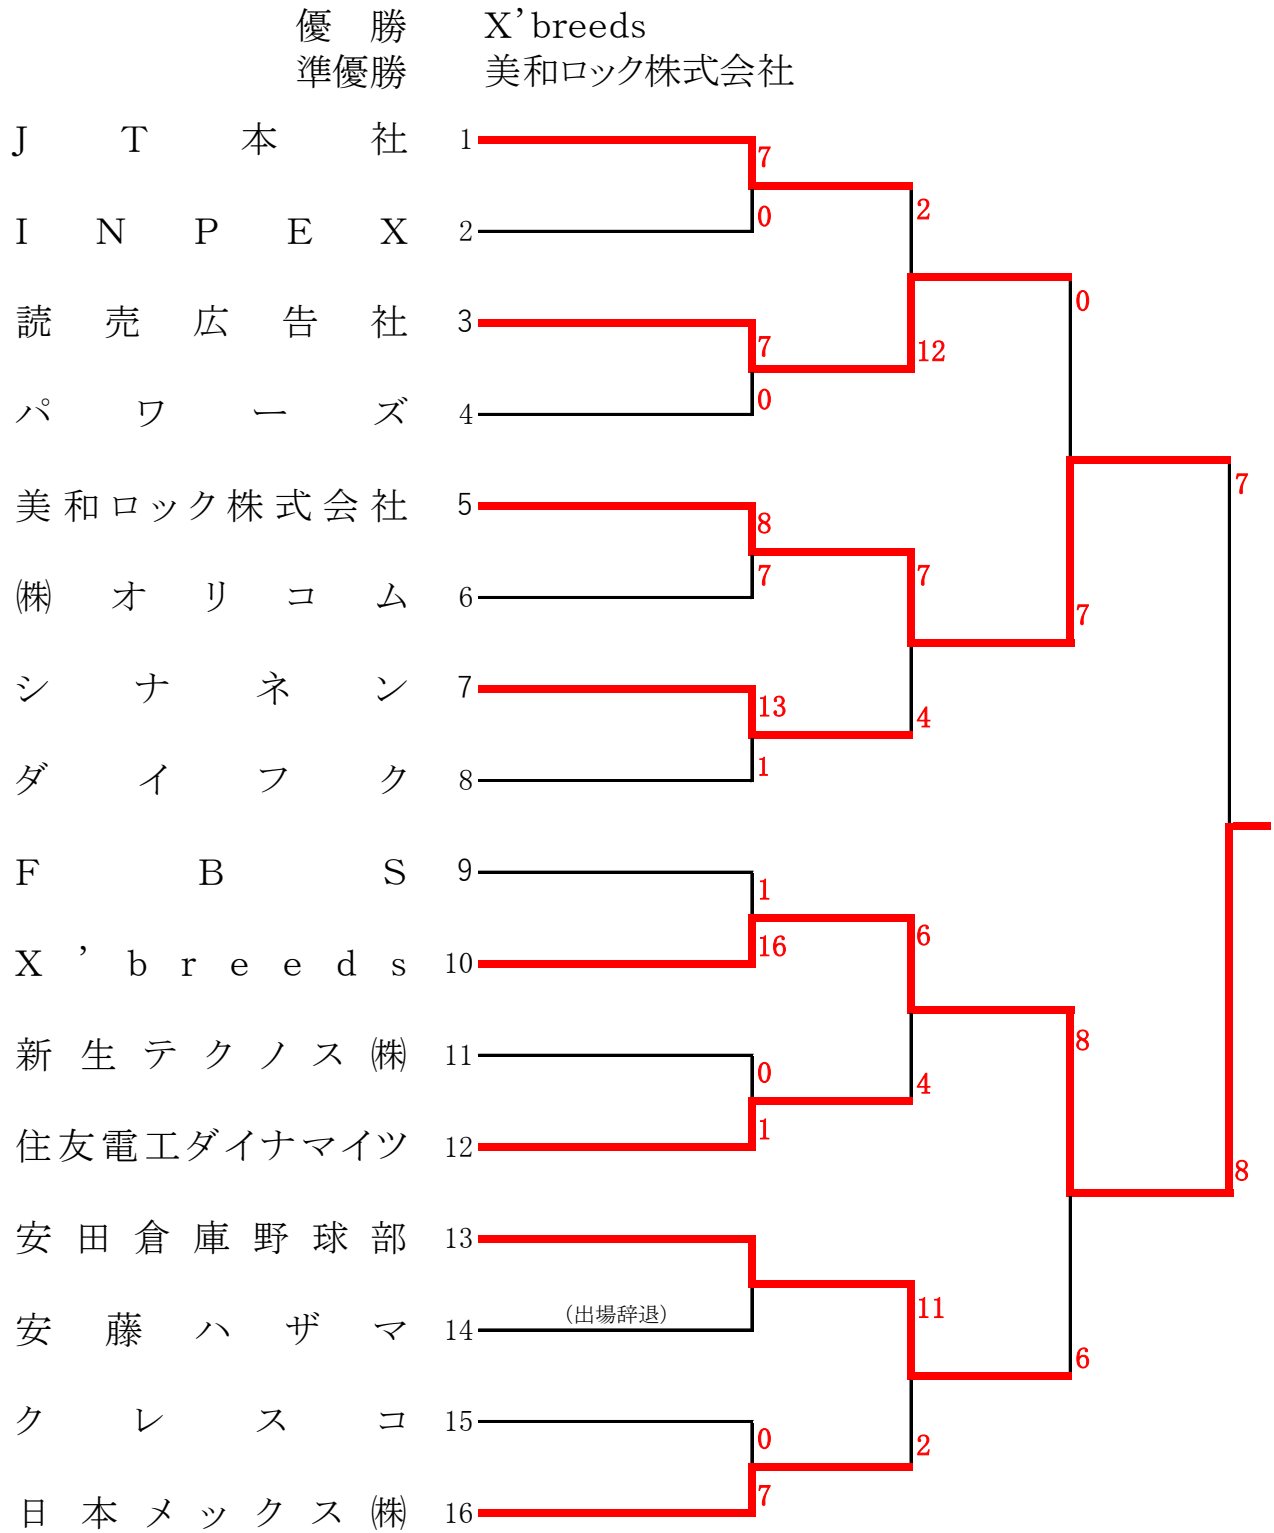 優　勝　X’breeds
準優勝　美和ロック株式会社
ＪＴ本社 1
7
ＩＮＰＥＸ 2
0
2
読売広告社 3
0
7
12
パワーズ 4
0
7
美和ロック株式会社 5
8
㈱オリコム 6
7
7
7
シナネン 7
13
4
ダイフク 8
1
ＦＢＳ 9
1
X’breeds 10
16
6
新生テクノス㈱ 11
0
8
4
住友電工ダイナマイツ 12
1
8
安田倉庫野球部 13
安藤ハザマ 14 （出場辞退）
11
6
クレスコ 15
0
2
日本メックス㈱ 16
7